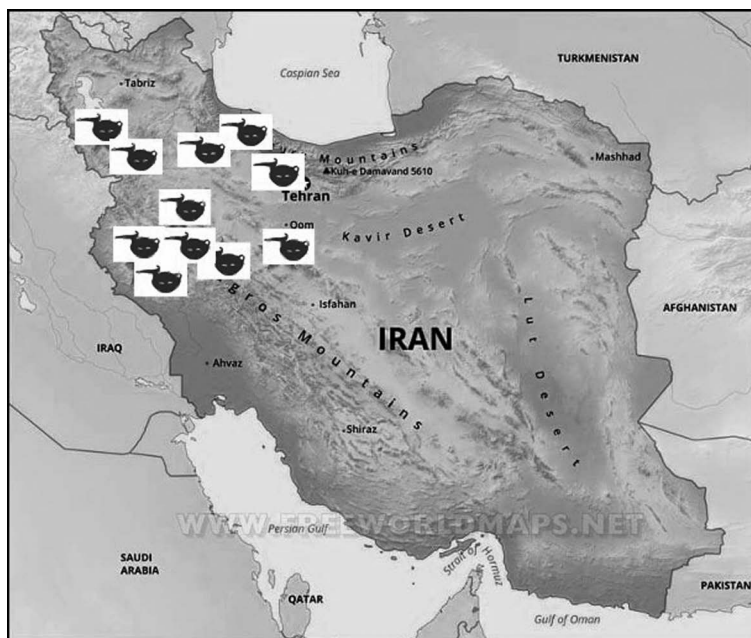 Caspian Sea
TURKMENISTAN
Tabriz
Mountains
Mashhad
Kuh-e Damavand 5610
Tehran
Qom
Kavir Desert
Isfahan
IRAN
AFGHANISTAN
IRAQ
Ahvaz
Mountains
Lut Desert
Shiraz
WWW.FREEWORLDMAPS.NET
Persian Gulf
SAUDI
ARABIA
Strait of Hormuz
QATAR
PAKISTAN
Gulf of Oman